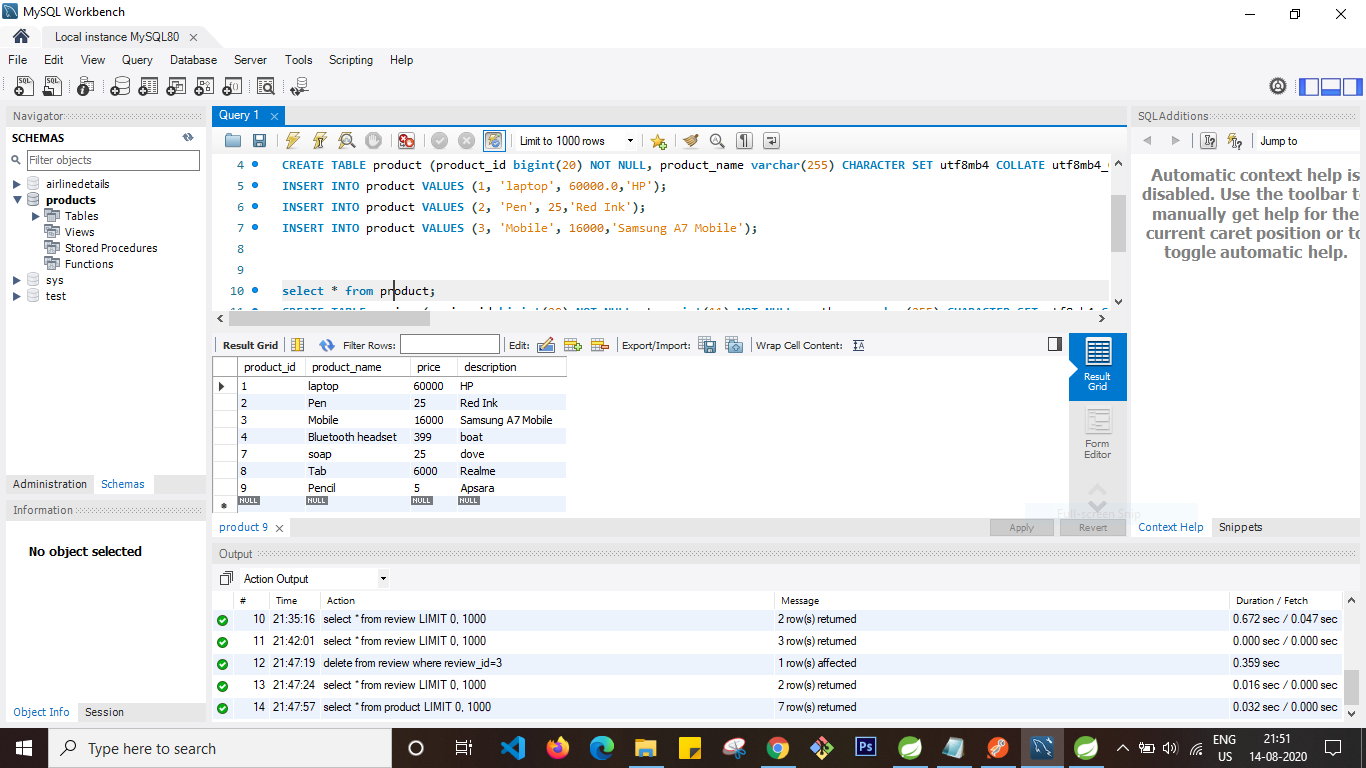 MySQL Workbench
Local instance MySQL80
File Edit View Query Database Server Tools Scripting Help
Navigator
SCHEMAS
Filter objects
airlinedetails
products
Tables
Views
Stored Procedures
Functions
sys
test
Administration Schemas
Information
No object selected
Object Info Session
Query 1
Limit to 1000 rows
4 CREATE TABLE product (product_id bigint(20) NOT NULL, product_name varchar(255) CHARACTER SET utf8mb4 COLLATE utf8mb4_
5 INSERT INTO product VALUES (1, 'laptop', 60000.0,'HP');
6 INSERT INTO product VALUES (2, 'Pen', 25,'Red Ink');
7 INSERT INTO product VALUES (3, 'Mobile', 16000,'Samsung A7 Mobile');
8
9
10 select * from product;
Result Grid Filter Rows: Edit: Export/Import: Wrap Cell Content:
product_id product_name price description
1 laptop 60000 HP
2 Pen 25 Red Ink
3 Mobile 16000 Samsung A7 Mobile
4 Bluetooth headset 399 boat
7 soap 25 dove
8 Tab 6000 Realme
9 Pencil 5 Apsara
NULL NULL NULL NULL
Result
Grid
Form
Editor
Full-screen Snip
product 9
Apply Revert
SQLAdditions
Jump to
Automatic context help is
disabled. Use the toolbar to
manually get help for the
current caret position or to
toggle automatic help.
Context Help Snippets
Output
Action Output
# Time Action Message Duration / Fetch
10 21:35:16 select * from review LIMIT 0, 1000 2 row(s) returned 0.672 sec / 0.047 sec
11 21:42:01 select * from review LIMIT 0, 1000 3 row(s) returned 0.000 sec / 0.000 sec
12 21:47:19 delete from review where review_id=3 1 row(s) affected 0.359 sec
13 21:47:24 select * from review LIMIT 0, 1000 2 row(s) returned 0.016 sec / 0.000 sec
14 21:47:57 select * from product LIMIT 0, 1000 7 row(s) returned 0.032 sec / 0.000 sec
Type here to search
Ps
ENG
US
21:51
14-08-2020